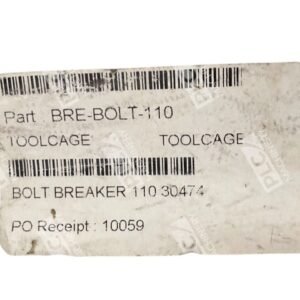 Part : BRE-BOLT-110
TOOLCAGE TOOLCAGE
BOLT BREAKER 110 30474
PO Receipt : 10059